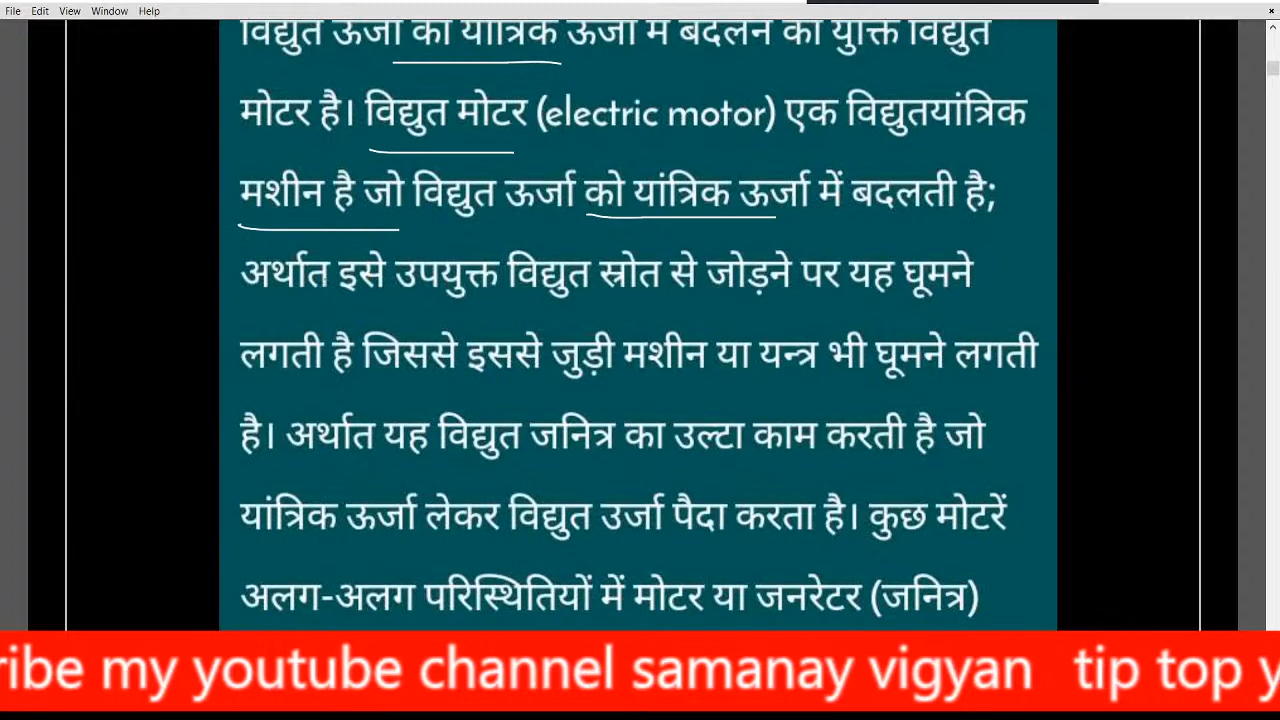 File Edit View Window Help
विद्युत ऊर्जा को यांत्रिक ऊर्जा में बदलने की युक्ति विद्युत
मोटर है। विद्युत मोटर (electric motor) एक विद्युतयांत्रिक
मशीन है जो विद्युत ऊर्जा को यांत्रिक ऊर्जा में बदलती है;
अर्थात इसे उपयुक्त विद्युत स्रोत से जोड़ने पर यह घूमने
लगती है जिससे इससे जुड़ी मशीन या यन्त्र भी घूमने लगती
है। अर्थात यह विद्युत जनित्र का उल्टा काम करती है जो
यांत्रिक ऊर्जा लेकर विद्युत उर्जा पैदा करता है। कुछ मोटरें
अलग-अलग परिस्थितियों में मोटर या जनरेटर (जनित्र)
ribe my youtube channel samanay vigyan tip top y